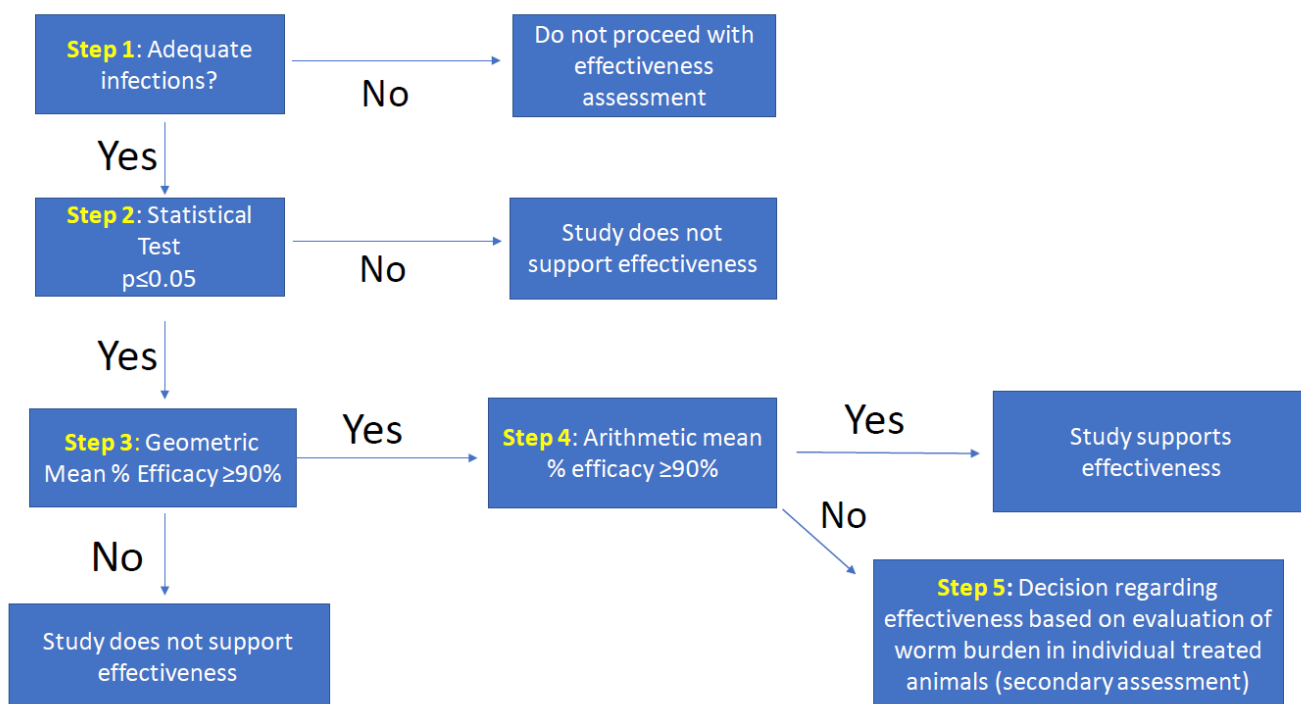 Step 1: Adequate
infections?
No
Do not proceed with
effectiveness
assessment
Yes
Step 2: Statistical
Test
p≤0.05
No
Study does not
support effectiveness
Yes
Step 3: Geometric
Mean % Efficacy ≥90%
Yes
Step 4: Arithmetic mean
% efficacy ≥90%
Yes
Study supports
effectiveness
No
No
Study does not support
effectiveness
Step 5: Decision regarding
effectiveness based on evaluation of
worm burden in individual treated
animals (secondary assessment)